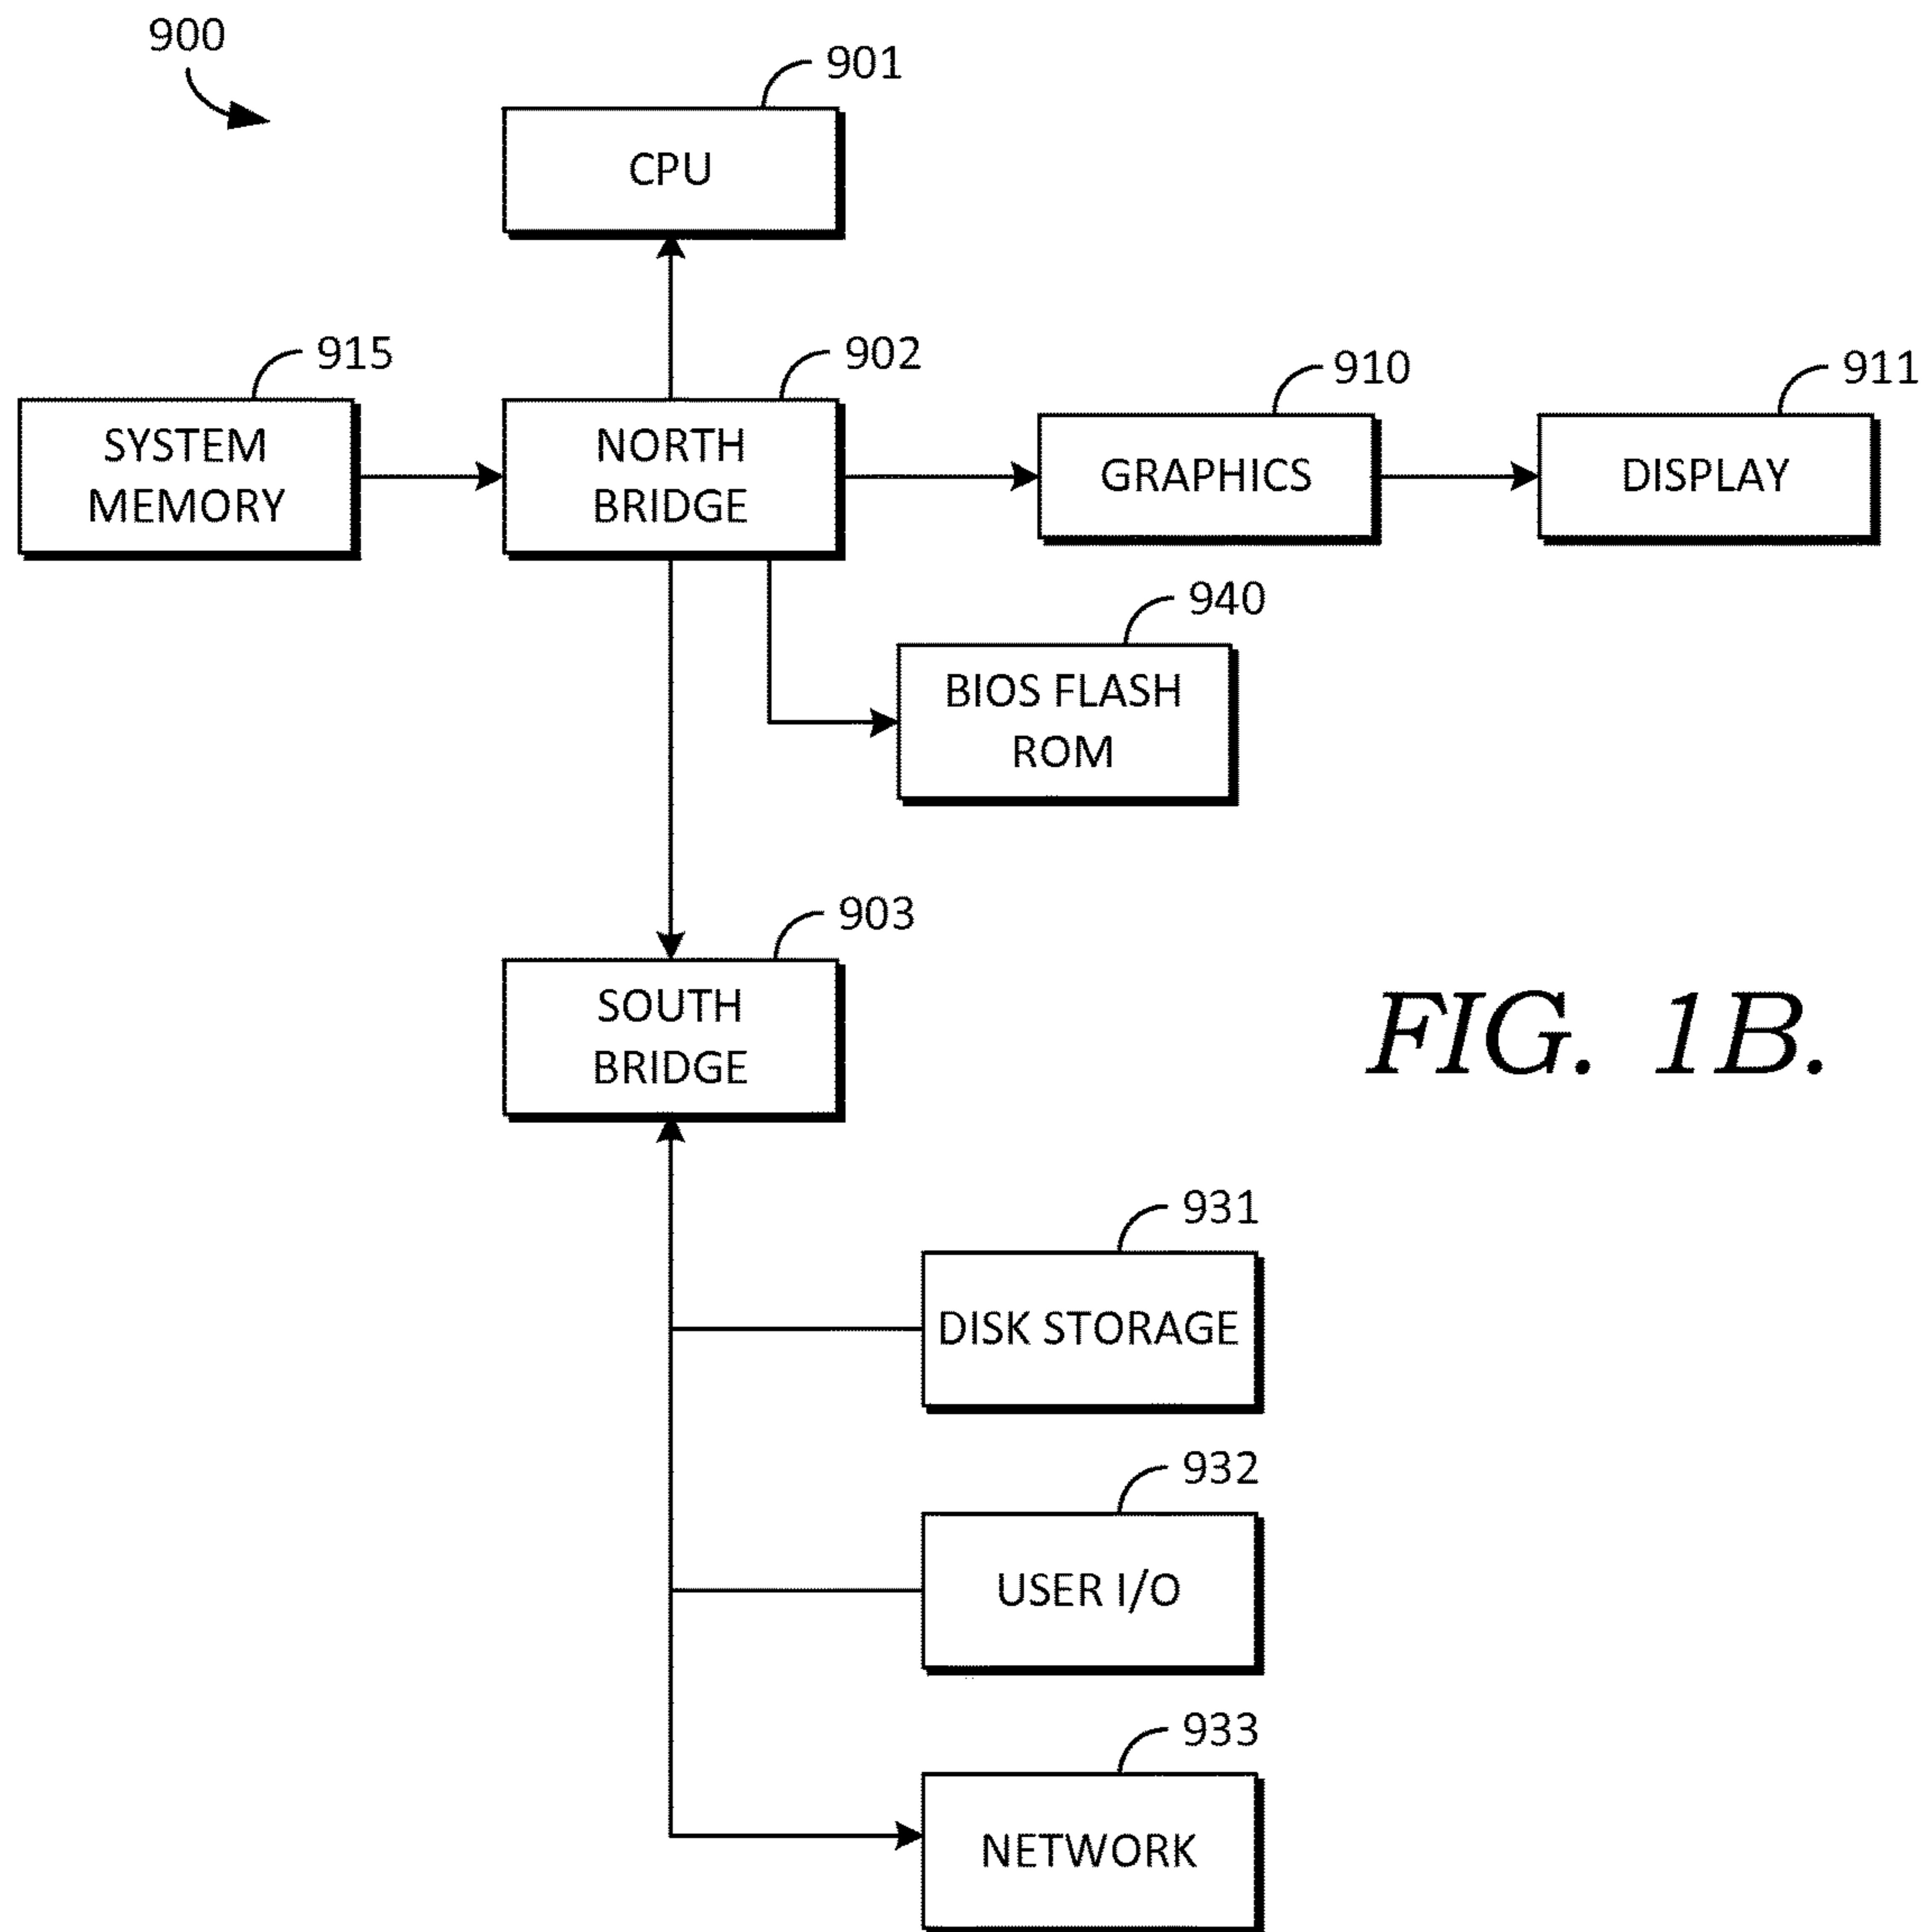 900
901
CPU
915
902
910
911
SYSTEM
MEMORY
NORTH
BRIDGE
GRAPHICS
DISPLAY
940
BIOS FLASH
ROM
903
SOUTH
BRIDGE
FIG. 1B.
931
DISK STORAGE
932
USER I/O
933
NETWORK